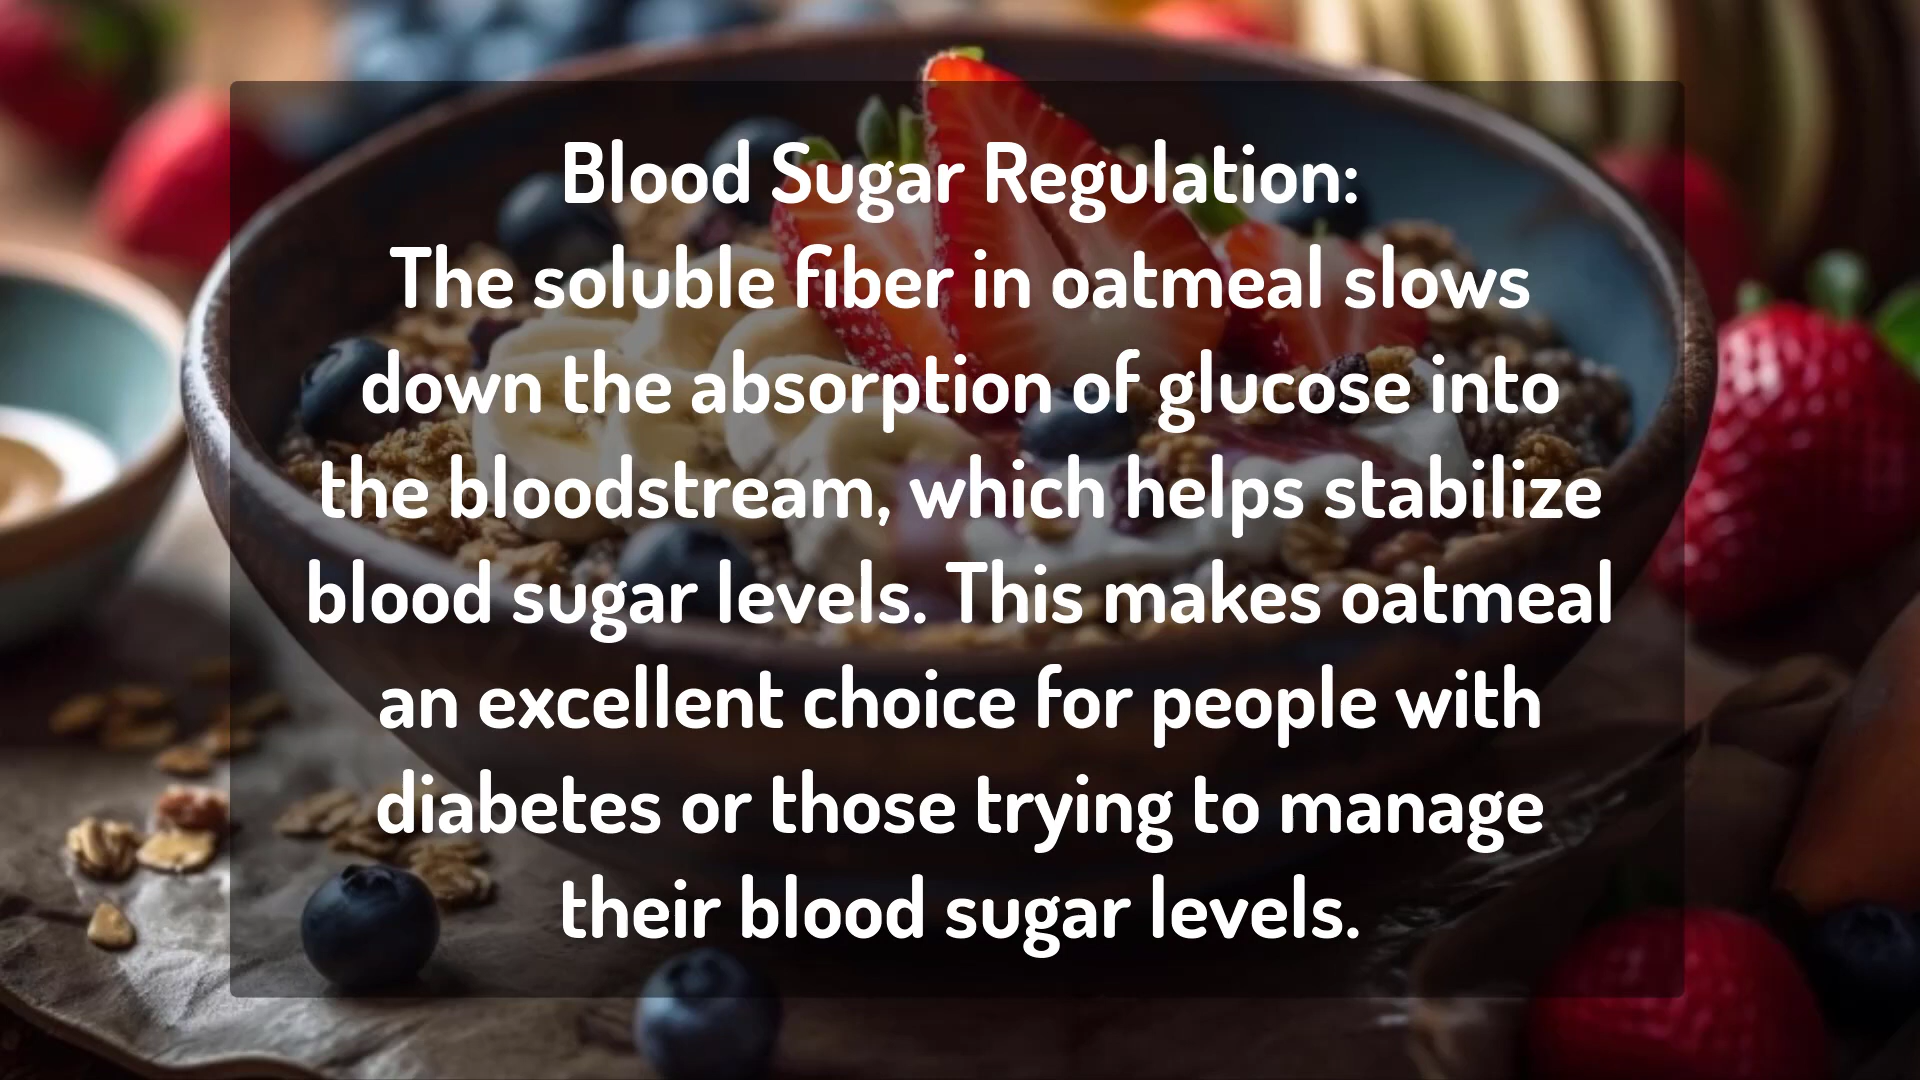 Blood Sugar Regulation:
The soluble fiber in oatmeal slows
down the absorption of glucose into
the bloodstream, which helps stabilize
blood sugar levels. This makes oatmeal
an excellent choice for people with
diabetes or those trying to manage
their blood sugar levels.